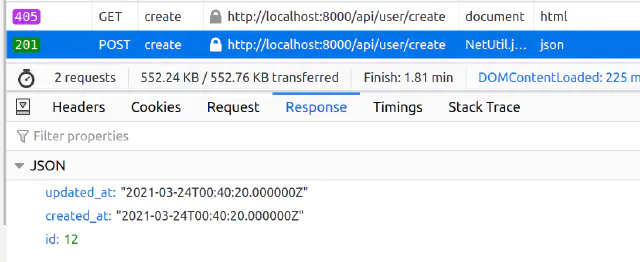 405 GET create http://localhost:8000/api/user/create document html
201 POST create http://localhost:8000/api/user/create NetUtil.j... json
2 requests 552.24 KB / 552.76 KB transferred Finish: 1.81 min DOMContentLoaded: 225 m
Headers Cookies Request Response Timings Stack Trace
Filter properties
JSON
updated_at: "2021-03-24T00:40:20.000000Z"
created_at: "2021-03-24T00:40:20.000000Z"
id: 12